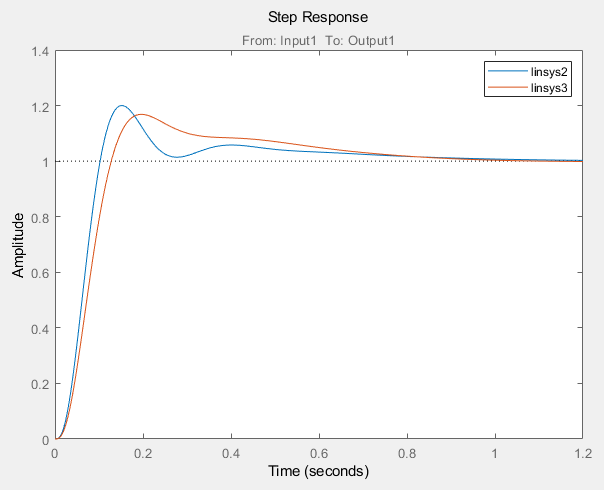 Step Response
From: Input1 To: Output1
1.4
1.2
1
0.8
0.6
0.4
0.2
0
Amplitude
linsys2
linsys3
0 0.2 0.4 0.6 0.8 1 1.2
Time (seconds)